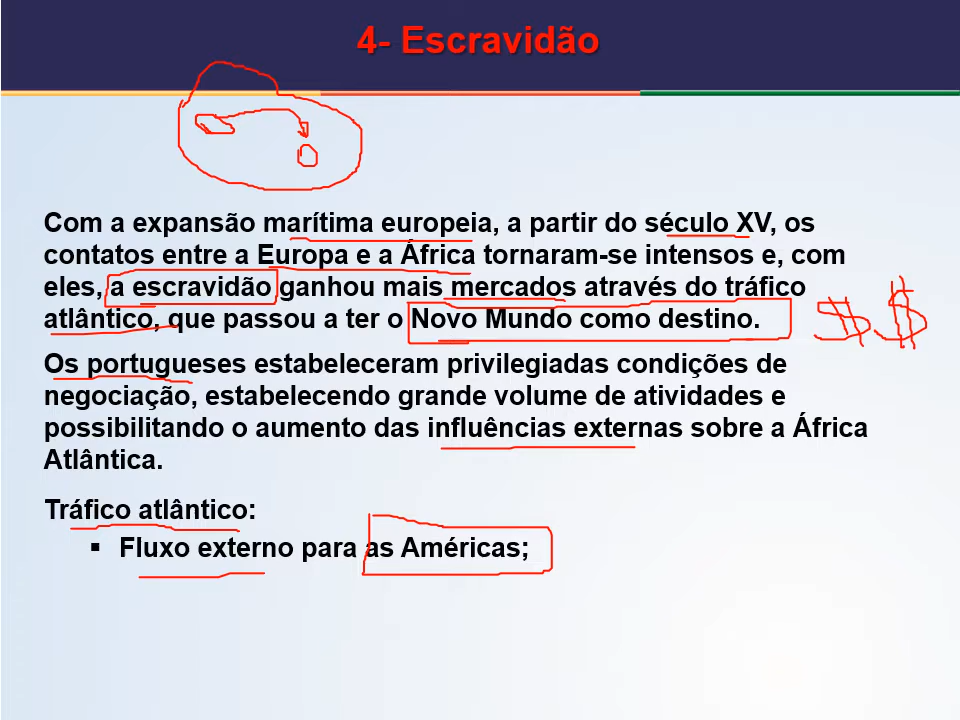 4- Escravidão
Com a expansão marítima europeia, a partir do século XV, os
contatos entre a Europa e a África tornaram-se intensos e, com
eles, a escravidão ganhou mais mercados através do tráfico
atlântico, que passou a ter o Novo Mundo como destino.
$ $
Os portugueses estabeleceram privilegiadas condições de
negociação, estabelecendo grande volume de atividades e
possibilitando o aumento das influências externas sobre a África
Atlântica.
Tráfico atlântico:
▪ Fluxo externo para as Américas;